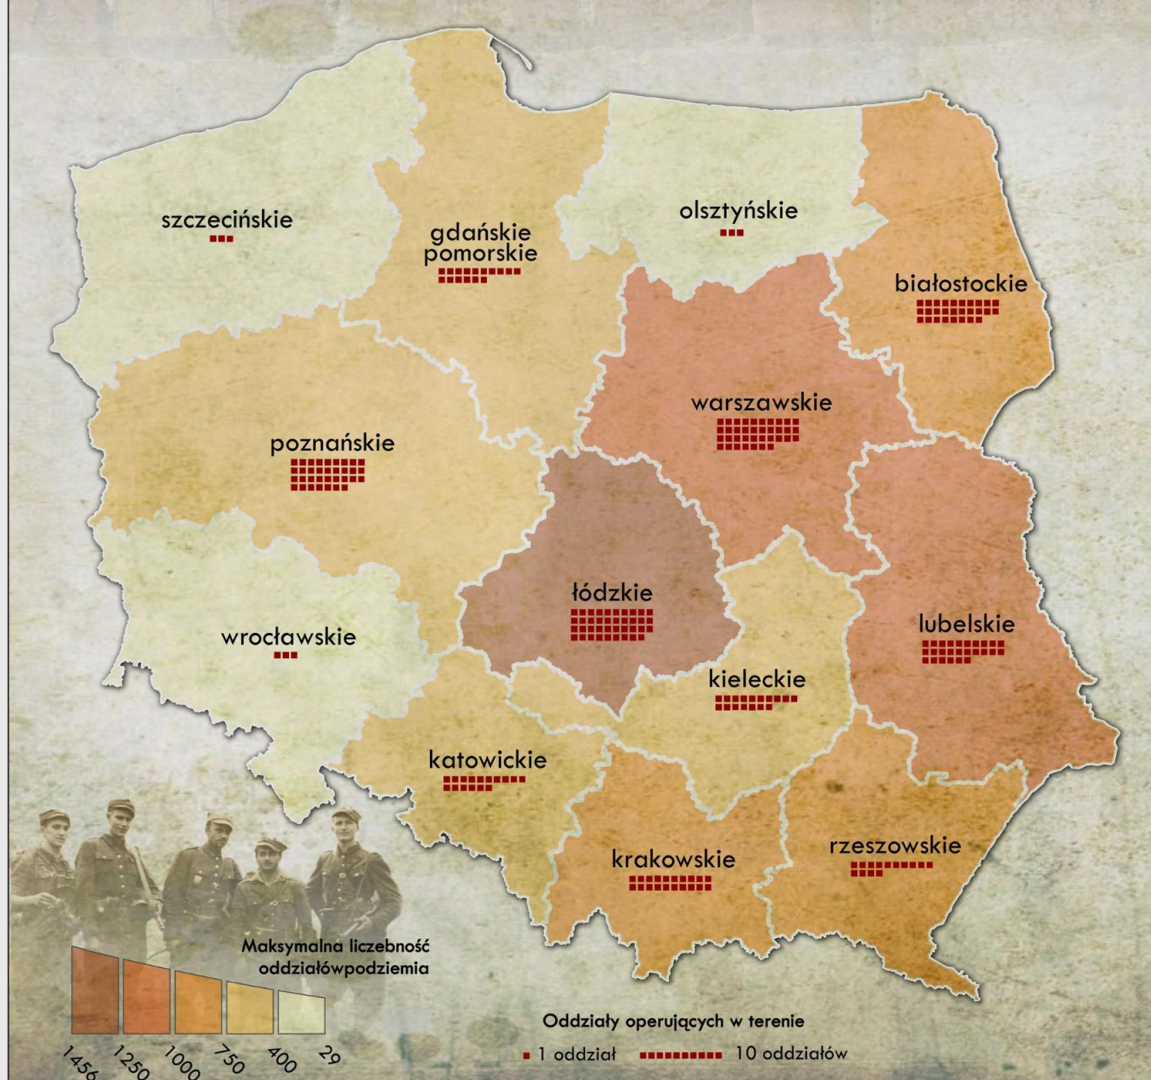 szczecińskie
gdańskie
pomorskie
olsztyńskie
białostockie
warszawskie
poznańskie
łódzkie
wrocławskie
lubelskie
kieleckie
katowickie
krakowskie
rzeszowskie
Maksymalna liczebność
oddziałówpodziemia
1456 1250 1000 750 400 29
Oddziały operujących w terenie
1 oddział 10 oddziałów